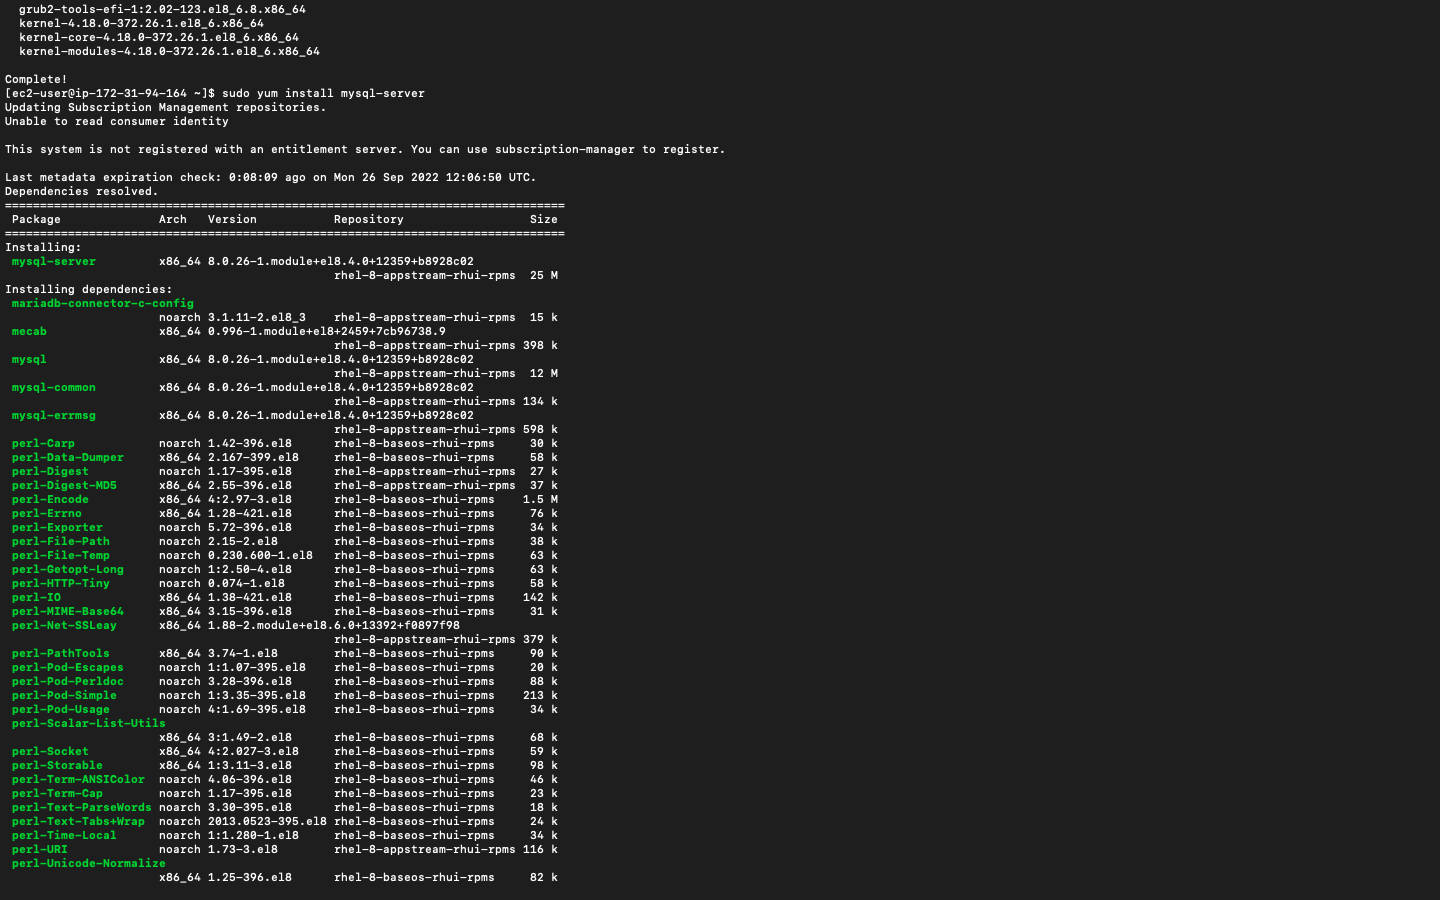 grub2-tools-efi-1:2.02-123.el8_6.8.x86_64
kernel-4.18.0-372.26.1.el8_6.x86_64
kernel-core-4.18.0-372.26.1.el8_6.x86_64
kernel-modules-4.18.0-372.26.1.el8_6.x86_64
Complete!
[ec2-user@ip-172-31-94-164 ~]$ sudo yum install mysql-server
Updating Subscription Management repositories.
Unable to read consumer identity
This system is not registered with an entitlement server. You can use subscription-manager to register.
Last metadata expiration check: 0:08:09 ago on Mon 26 Sep 2022 12:06:50 UTC.
Dependencies resolved.
================================================================================
Package Arch Version Repository Size
================================================================================
Installing:
mysql-server x86_64 8.0.26-1.module+el8.4.0+12359+b8928c02
rhel-8-appstream-rhui-rpms 25 M
Installing dependencies:
mariadb-connector-c-config
noarch 3.1.11-2.el8_3 rhel-8-appstream-rhui-rpms 15 k
mecab x86_64 0.996-1.module+el8+2459+7cb96738.9
rhel-8-appstream-rhui-rpms 398 k
mysql x86_64 8.0.26-1.module+el8.4.0+12359+b8928c02
rhel-8-appstream-rhui-rpms 12 M
mysql-common x86_64 8.0.26-1.module+el8.4.0+12359+b8928c02
rhel-8-appstream-rhui-rpms 134 k
mysql-errmsg x86_64 8.0.26-1.module+el8.4.0+12359+b8928c02
rhel-8-appstream-rhui-rpms 598 k
perl-Carp noarch 1.42-396.el8 rhel-8-baseos-rhui-rpms 30 k
perl-Data-Dumper x86_64 2.167-399.el8 rhel-8-baseos-rhui-rpms 58 k
perl-Digest noarch 1.17-395.el8 rhel-8-appstream-rhui-rpms 27 k
perl-Digest-MD5 x86_64 2.55-396.el8 rhel-8-appstream-rhui-rpms 37 k
perl-Encode x86_64 4:2.97-3.el8 rhel-8-baseos-rhui-rpms 1.5 M
perl-Errno x86_64 1.28-421.el8 rhel-8-baseos-rhui-rpms 76 k
perl-Exporter noarch 5.72-396.el8 rhel-8-baseos-rhui-rpms 34 k
perl-File-Path noarch 2.15-2.el8 rhel-8-baseos-rhui-rpms 38 k
perl-File-Temp noarch 0.230.600-1.el8 rhel-8-baseos-rhui-rpms 63 k
perl-Getopt-Long noarch 1:2.50-4.el8 rhel-8-baseos-rhui-rpms 63 k
perl-HTTP-Tiny noarch 0.074-1.el8 rhel-8-baseos-rhui-rpms 58 k
perl-IO x86_64 1.38-421.el8 rhel-8-baseos-rhui-rpms 142 k
perl-MIME-Base64 x86_64 3.15-396.el8 rhel-8-baseos-rhui-rpms 31 k
perl-Net-SSLeay x86_64 1.88-2.module+el8.6.0+13392+f0897f98
rhel-8-appstream-rhui-rpms 379 k
perl-PathTools x86_64 3.74-1.el8 rhel-8-baseos-rhui-rpms 90 k
perl-Pod-Escapes noarch 1:1.07-395.el8 rhel-8-baseos-rhui-rpms 20 k
perl-Pod-Perldoc noarch 3.28-396.el8 rhel-8-baseos-rhui-rpms 88 k
perl-Pod-Simple noarch 1:3.35-395.el8 rhel-8-baseos-rhui-rpms 213 k
perl-Pod-Usage noarch 4:1.69-395.el8 rhel-8-baseos-rhui-rpms 34 k
perl-Scalar-List-Utils
x86_64 3:1.49-2.el8 rhel-8-baseos-rhui-rpms 68 k
perl-Socket x86_64 4:2.027-3.el8 rhel-8-baseos-rhui-rpms 59 k
perl-Storable x86_64 1:3.11-3.el8 rhel-8-baseos-rhui-rpms 98 k
perl-Term-ANSIColor noarch 4.06-396.el8 rhel-8-baseos-rhui-rpms 46 k
perl-Term-Cap noarch 1.17-395.el8 rhel-8-baseos-rhui-rpms 23 k
perl-Text-ParseWords noarch 3.30-395.el8 rhel-8-baseos-rhui-rpms 18 k
perl-Text-Tabs+Wrap noarch 2013.0523-395.el8 rhel-8-baseos-rhui-rpms 24 k
perl-Time-Local noarch 1:1.280-1.el8 rhel-8-baseos-rhui-rpms 34 k
perl-URI noarch 1.73-3.el8 rhel-8-appstream-rhui-rpms 116 k
perl-Unicode-Normalize
x86_64 1.25-396.el8 rhel-8-baseos-rhui-rpms 82 k